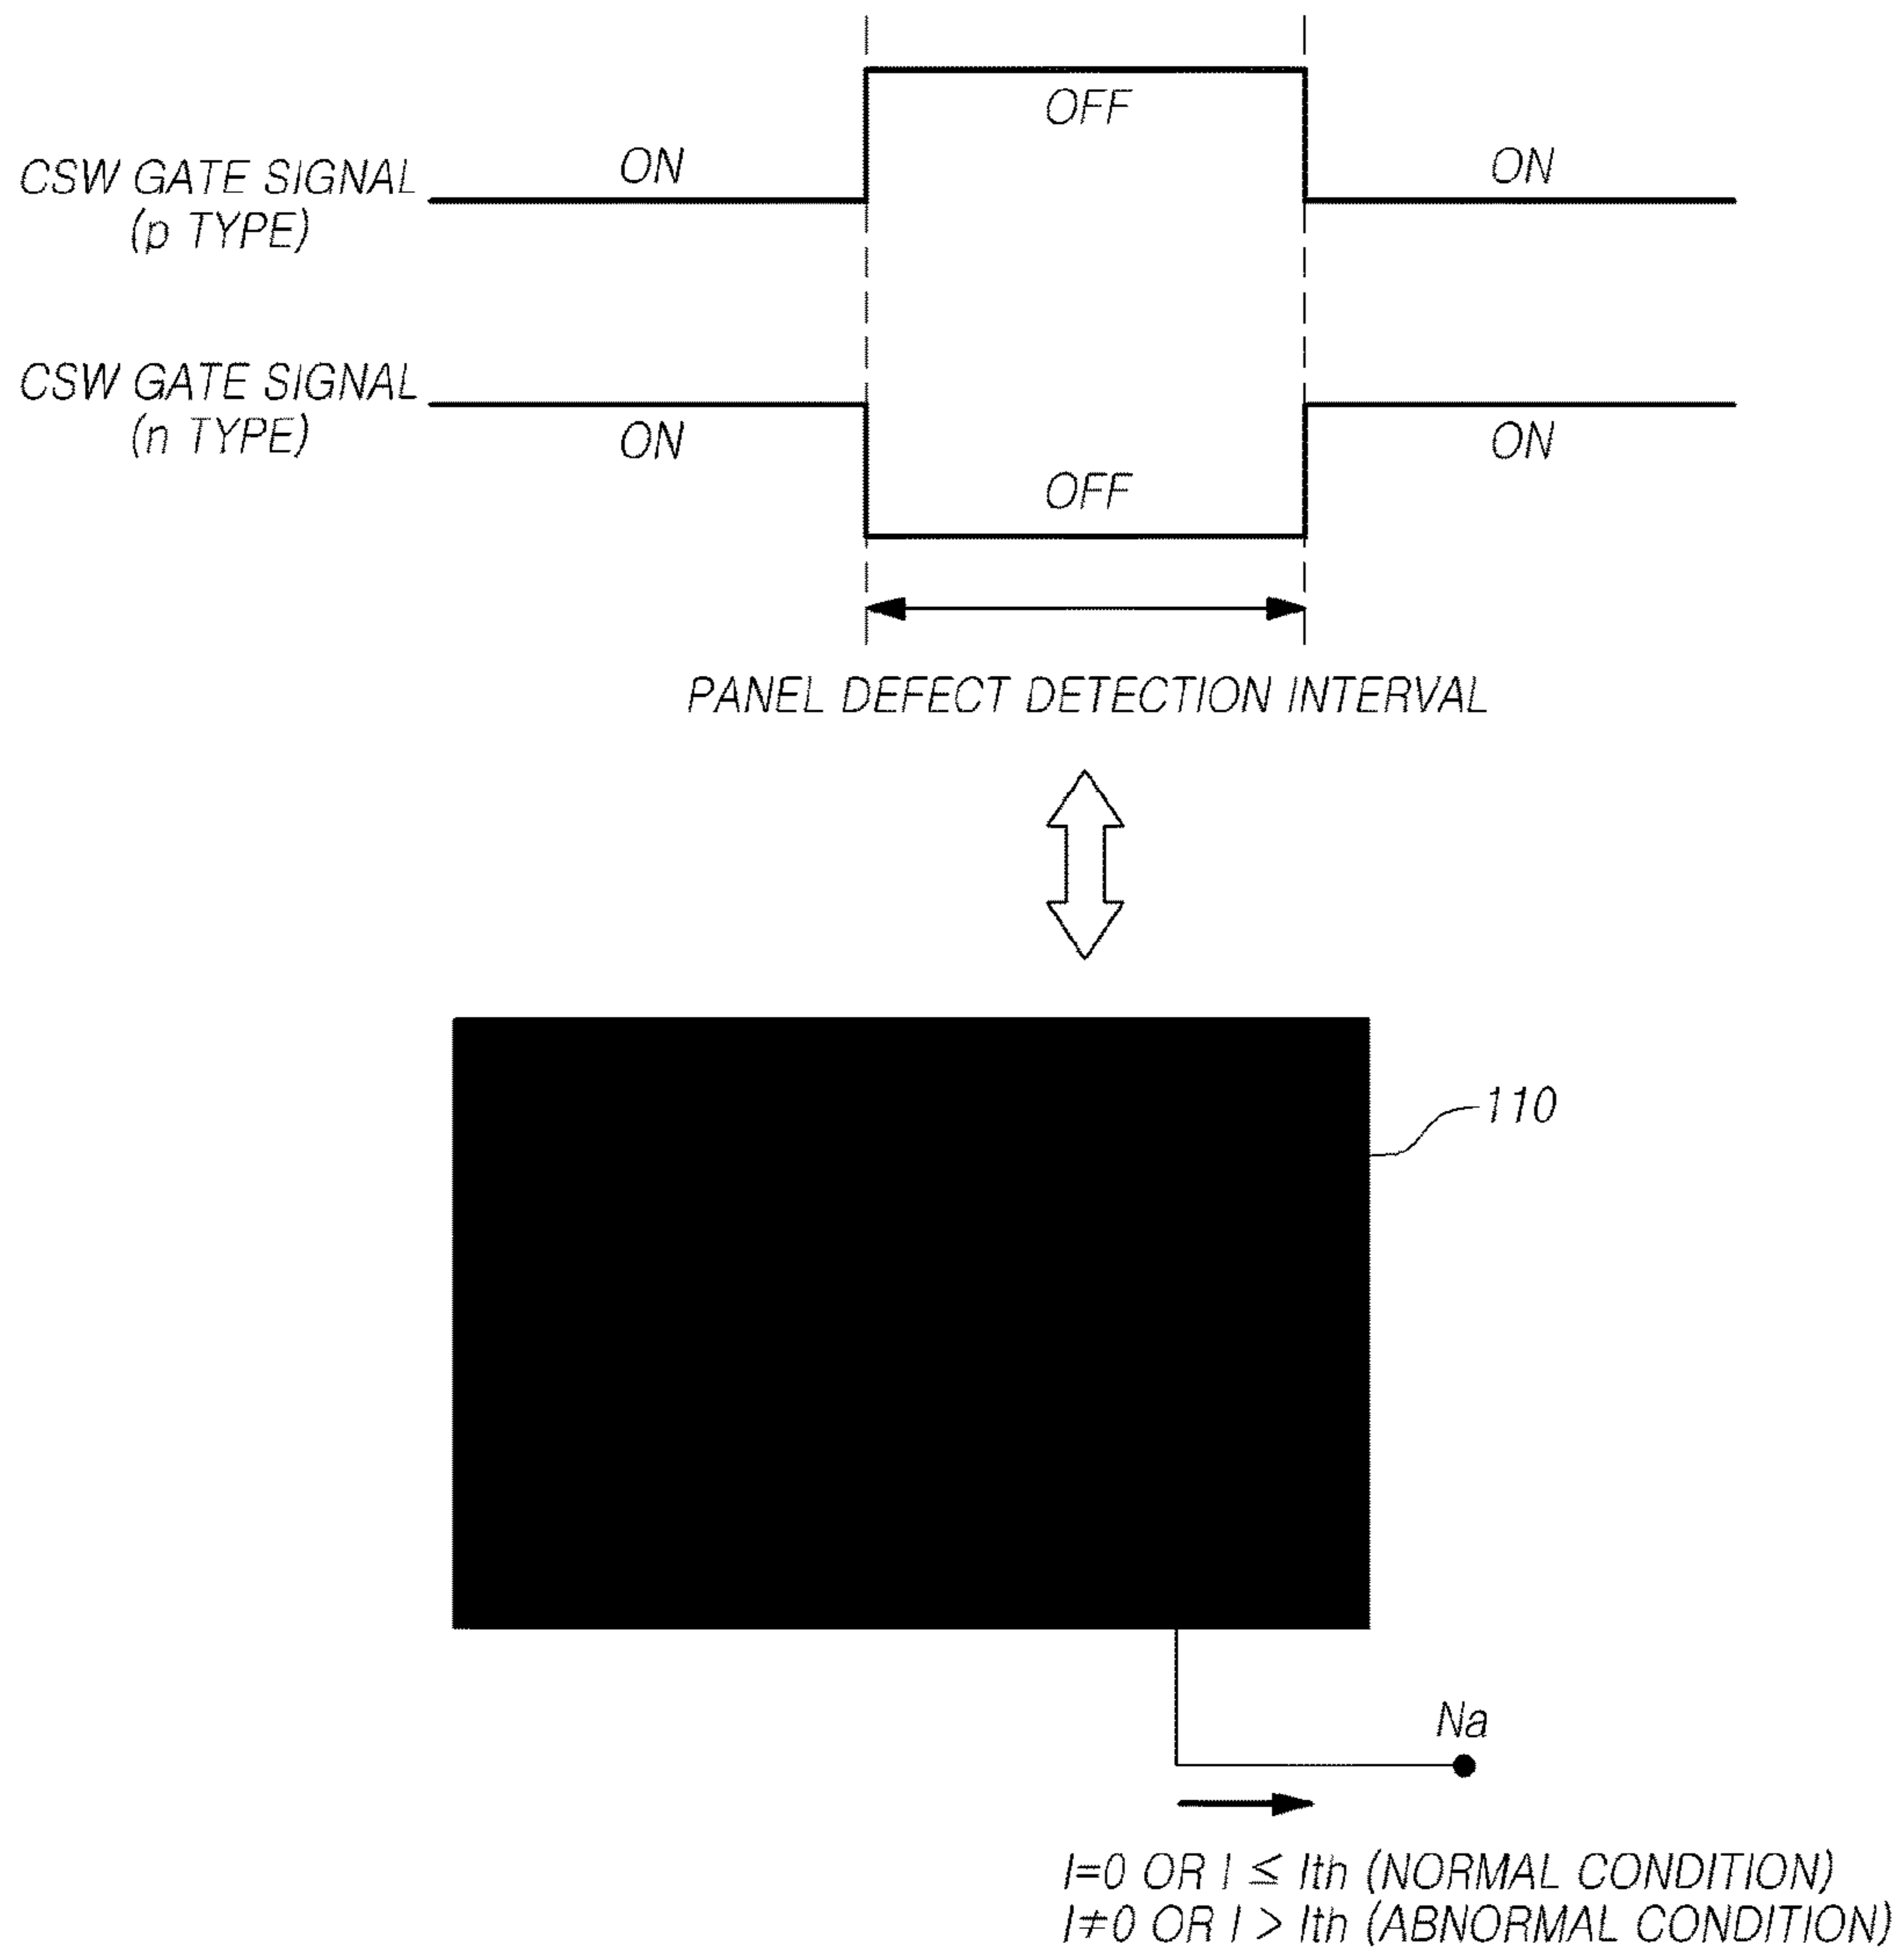 OFF
ON
ON
CSW GATE SIGNAL
(p TYPE)
CSW GATE SIGNAL
(n TYPE)
ON
ON
OFF
PANEL DEFECT DETECTION INTERVAL
110
Na
I=0 OR I ≤ Ith (NORMAL CONDITION)
I≠0 OR I > Ith (ABNORMAL CONDITION)